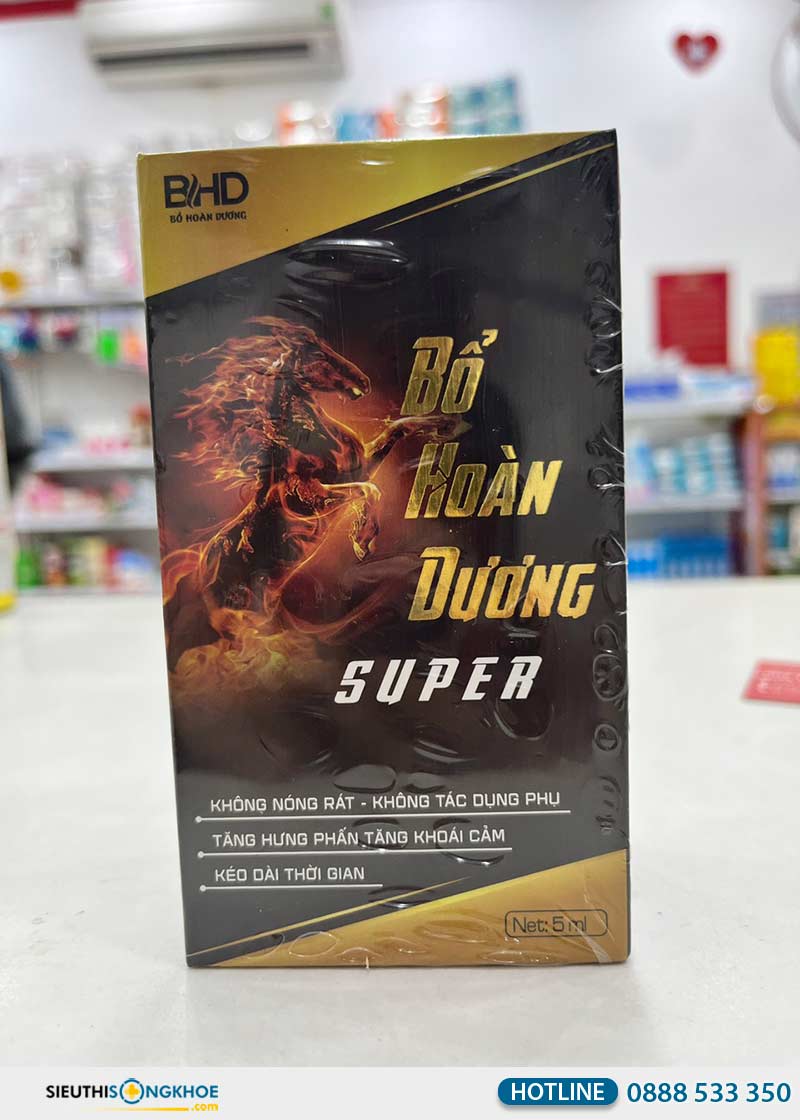 BHD
BỔ HOÀN DƯƠNG
BỔ
HOÀN
DƯƠNG
SUPER
KHÔNG NÓNG RÁT - KHÔNG TÁC DỤNG PHỤ
TĂNG HƯNG PHẤN TĂNG KHOÁI CẢM
KÉO DÀI THỜI GIAN
Net: 5 ml
SIEUTHISONGKHOE.com
HOTLINE 0888 533 350